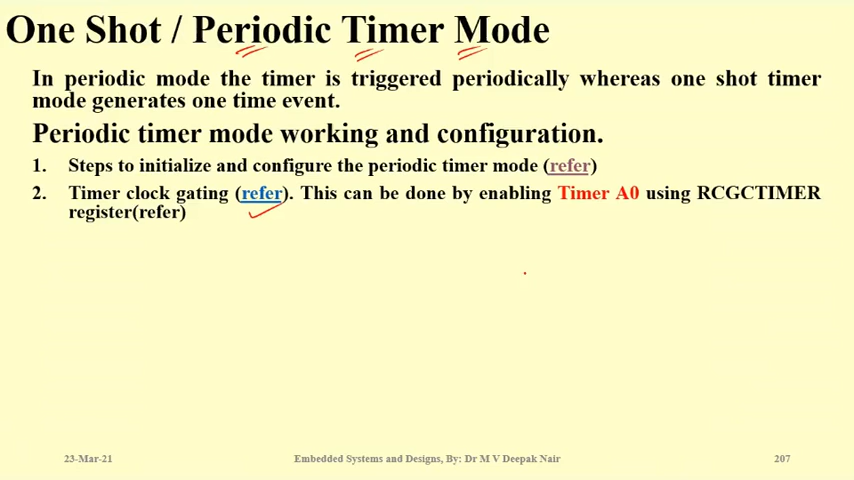 One Shot / Periodic Timer Mode
In periodic mode the timer is triggered periodically whereas one shot timer
mode generates one time event.
Periodic timer mode working and configuration.
1. Steps to initialize and configure the periodic timer mode (refer)
2. Timer clock gating (refer). This can be done by enabling Timer A0 using RCGCTIMER
register(refer)
23-Mar-21 Embedded Systems and Designs, By: Dr M V Deepak Nair 207